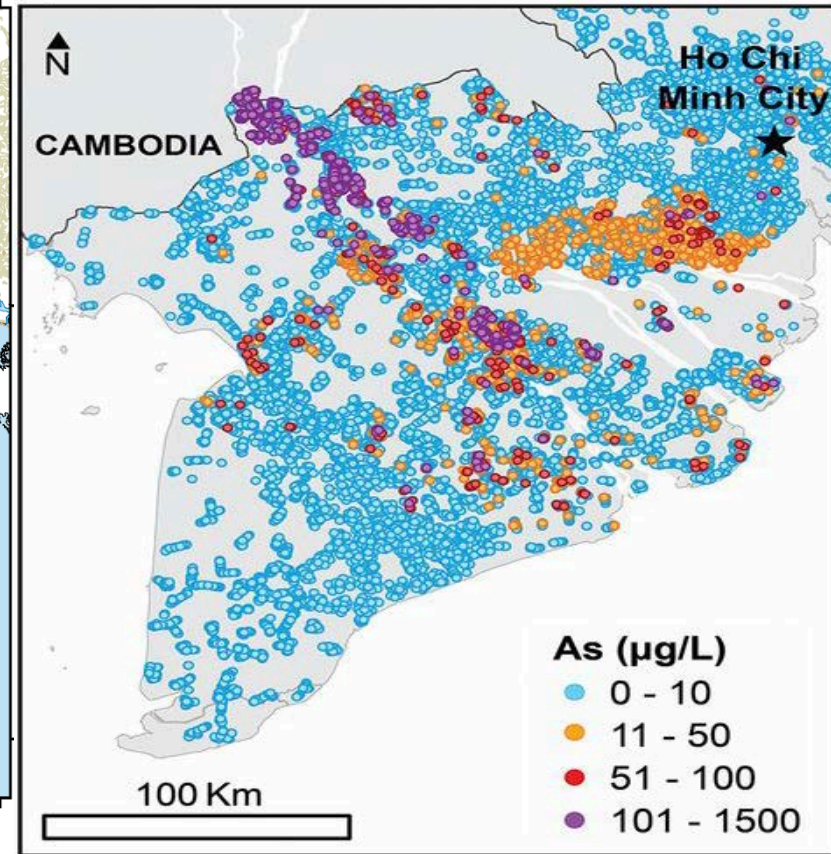 N
Ho Chi
Minh City
CAMBODIA
As (µg/L)
0 - 10
11 - 50
51 - 100
101 - 1500
100 Km